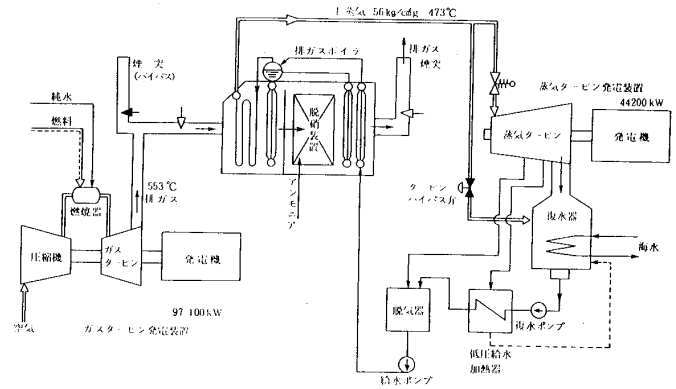 主蒸気 56kg/cm²g 473℃
排ガスボイラ
排ガス
煙突
煙突
(バイパス)
蒸気タービン発電装置
44200kW
純水
燃料
脱硝装置
蒸気タービン
発電機
アンモニア
553℃
排ガス
燃焼器
タービン
バイパス弁
復水器
海水
圧縮機
ガス
タービン
発電機
脱気器
復水ポンプ
97 100kW
空気
ガスタービン発電装置
低圧給水
加熱器
給水ポンプ